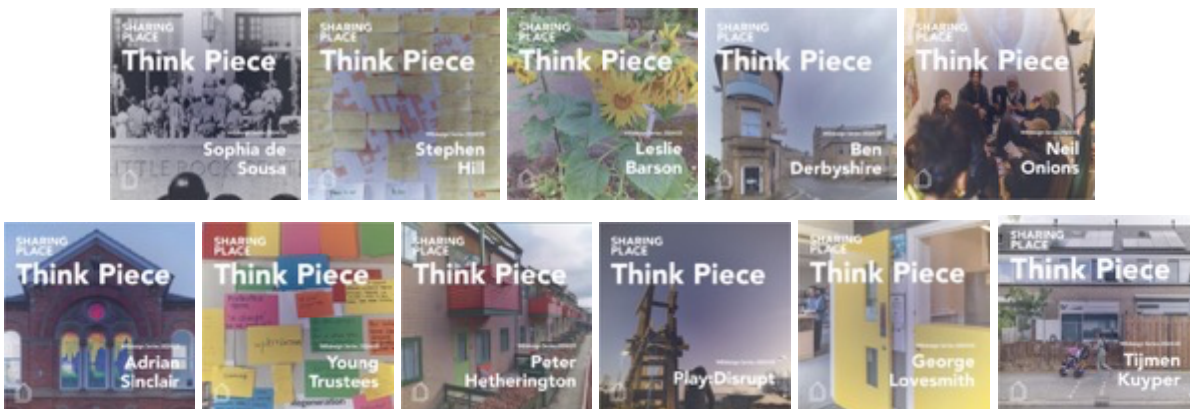 SHARING
PLACE
Think Piece
Sophia de
Sousa
LITTLE ROCK
SHARING
PLACE
Think Piece
Stephen
Hill
SHARING
PLACE
Think Piece
Leslie
Barson
SHARING
PLACE
Think Piece
Ben
Derbyshire
SHARING
PLACE
Think Piece
Neil
Onions
SHARING
PLACE
Think Piece
Adrian
Sinclair
SHARING
PLACE
Think Piece
Young
Trustees
SHARING
PLACE
Think Piece
Peter
Hetherington
SHARING
PLACE
Think Piece
Play:Disrupt
SHARING
PLACE
Think Piece
George
Lovesmith
SHARING
PLACE
Think Piece
Tijmen
Kuyper